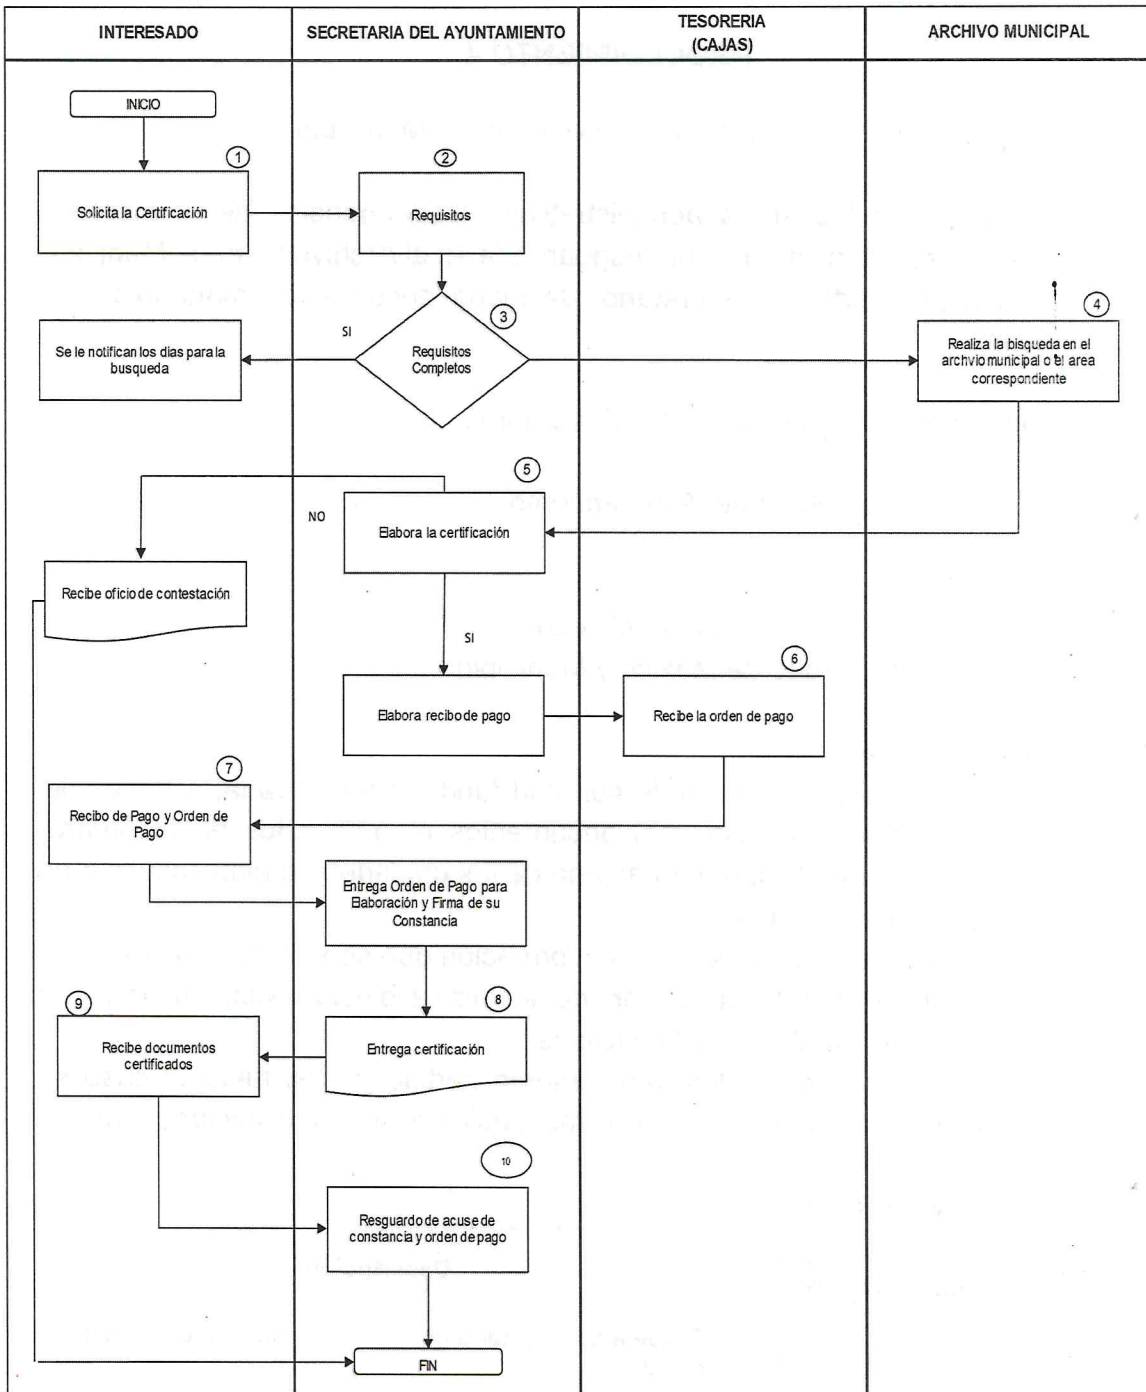 INTERESADO
SECRETARIA DEL AYUNTAMIENTO
TESORERIA
(CAJAS)
ARCHIVO MUNICIPAL
INICIO
1
Solicita la Certificación
2
Requisitos
3
Requisitos
Completos
SI
Se le notifican los dias para la
busqueda
4
Realiza la bisqueda en el
archvio municipal o el area
correspondiente
5
Elabora la certificación
NO
Recibe oficio de contestación
SI
Elabora recibo de pago
6
Recibe la orden de pago
7
Recibo de Pago y Orden de
Pago
Entrega Orden de Pago para
Elaboración y Firma de su
Constancia
8
Entrega certificación
9
Recibe documentos
certificados
10
Resguardo de acuse de
constancia y orden de pago
FIN